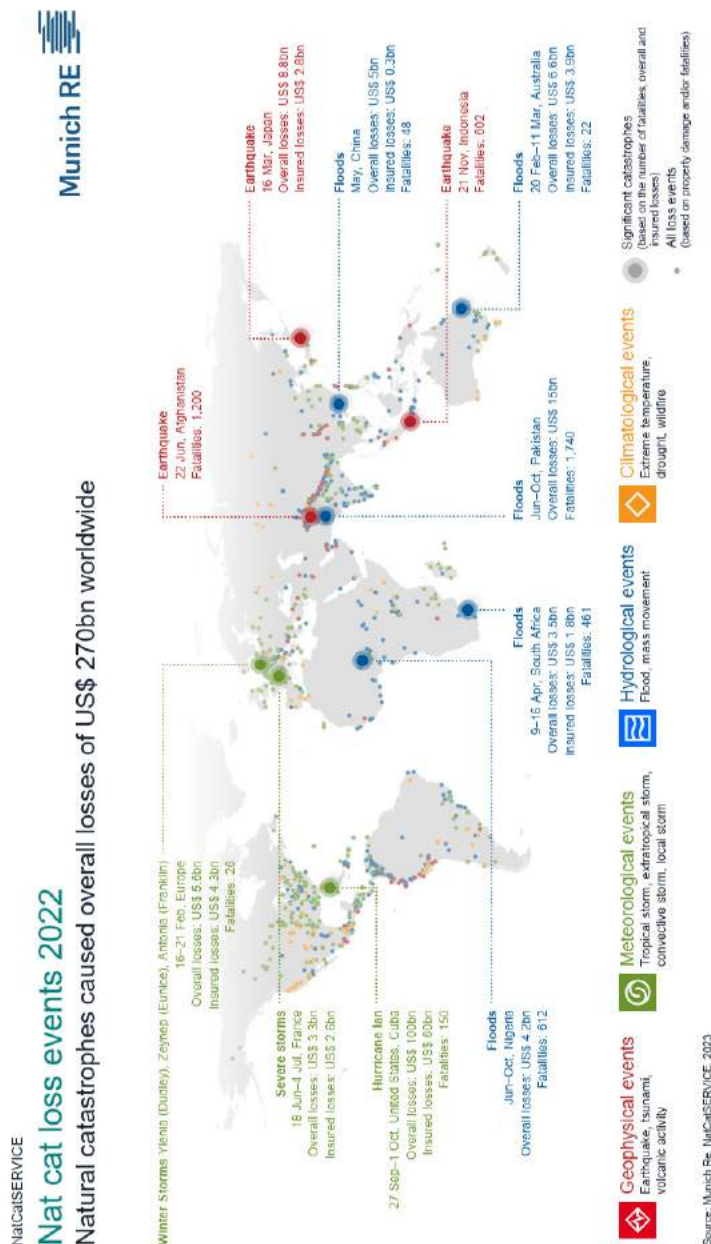 NatCatSERVICE
Nat cat loss events 2022
Natural catastrophes caused overall losses of US$ 270bn worldwide
Munich RE
Winter Storms Ylenia (Dudley), Zeynep (Eunice), Antonia (Franklin)
16–21 Feb, Europe
Overall losses: US$ 5.6bn
Insured losses: US$ 4.3bn
Fatalities: 26
Severe storms
18 Jun–4 Jul, France
Overall losses: US$ 3.3bn
Insured losses: US$ 2.6bn
Hurricane Ian
27 Sep–1 Oct, United States, Cuba
Overall losses: US$ 100bn
Insured losses: US$ 60bn
Fatalities: 150
Floods
Jun–Oct, Nigeria
Overall losses: US$ 4.2bn
Fatalities: 612
Earthquake
22 Jun, Afghanistan
Fatalities: 1,200
Floods
9–16 Apr, South Africa
Overall losses: US$ 3.5bn
Insured losses: US$ 1.8bn
Fatalities: 461
Floods
Jun–Oct, Pakistan
Overall losses: US$ 15bn
Fatalities: 1,740
Earthquake
16 Mar, Japan
Overall losses: US$ 8.8bn
Insured losses: US$ 2.8bn
Floods
May, China
Overall losses: US$ 5bn
Insured losses: US$ 0.3bn
Fatalities: 48
Earthquake
21 Nov, Indonesia
Fatalities: 602
Floods
20 Feb–11 Mar, Australia
Overall losses: US$ 6.6bn
Insured losses: US$ 3.9bn
Fatalities: 22
Geophysical events
Earthquake, tsunami,
volcanic activity
Meteorological events
Tropical storm, extratropical storm,
convective storm, local storm
Hydrological events
Flood, mass movement
Climatological events
Extreme temperature,
drought, wildfire
Significant catastrophes
(based on the number of fatalities, overall and
insured losses)
All loss events
(based on property damage and/or fatalities)
Source: Munich Re, NatCatSERVICE, 2023